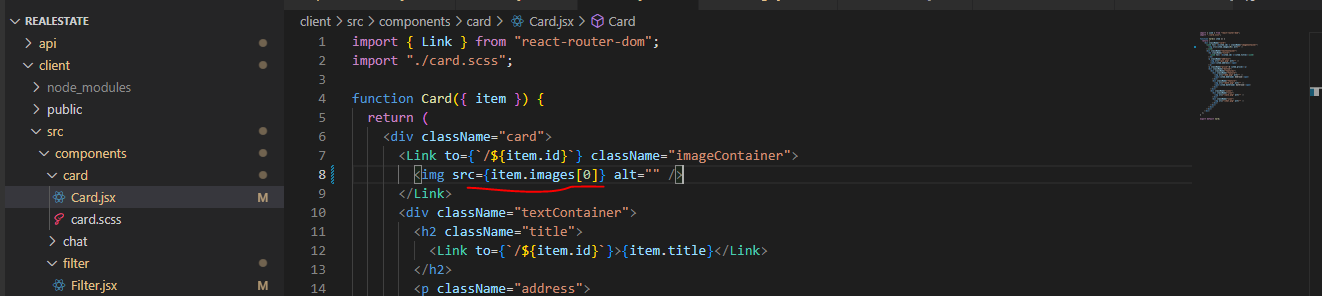 REALESTATE
api
client
node_modules
public
src
components
card
Card.jsx M
card.scss
chat
filter
Filter.jsx M
client > src > components > card > Card.jsx > Card
1 import { Link } from "react-router-dom";
2 import "./card.scss";
3
4 function Card({ item }) {
5   return (
6     <div className="card">
7       <Link to={`/${item.id}`} className="imageContainer">
8         <img src={item.images[0]} alt="" />
9       </Link>
10       <div className="textContainer">
11         <h2 className="title">
12           <Link to={`/${item.id}`}>{item.title}</Link>
13         </h2>
14         <p className="address">